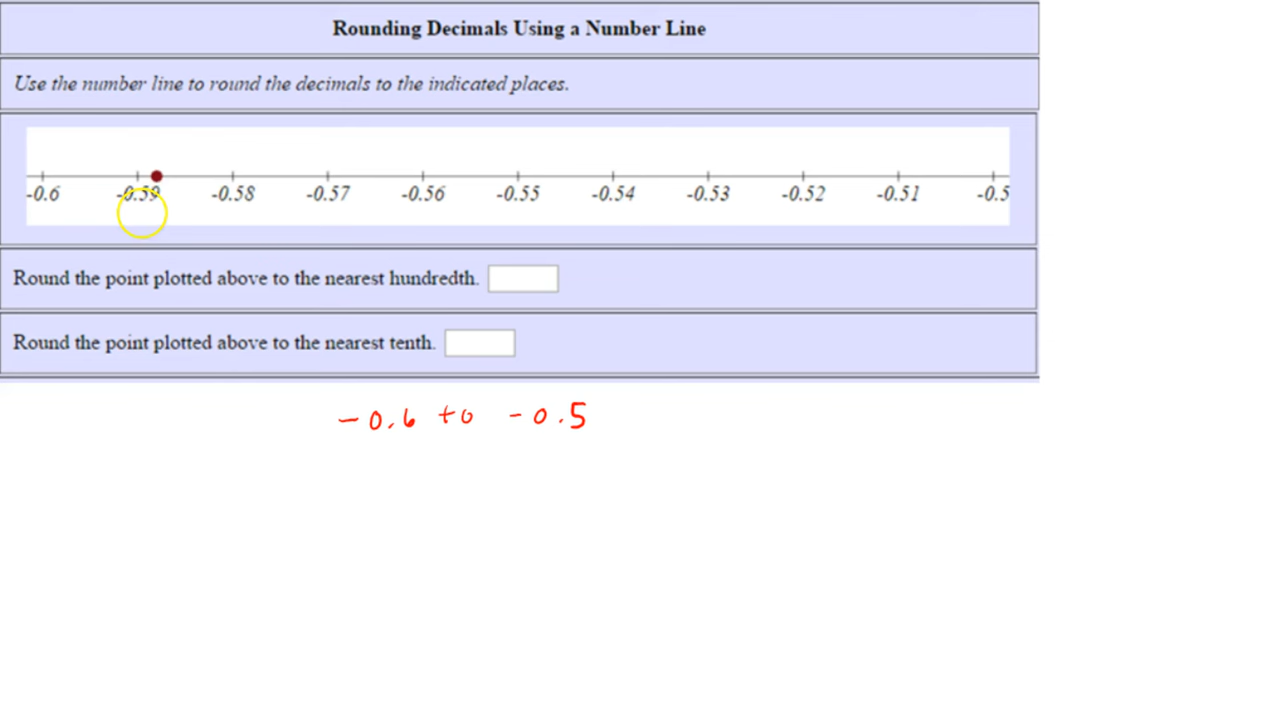 Rounding Decimals Using a Number Line
Use the number line to round the decimals to the indicated places.
-0.6 -0.59 -0.58 -0.57 -0.56 -0.55 -0.54 -0.53 -0.52 -0.51 -0.5
Round the point plotted above to the nearest hundredth.
Round the point plotted above to the nearest tenth.
-0.6 to -0.5